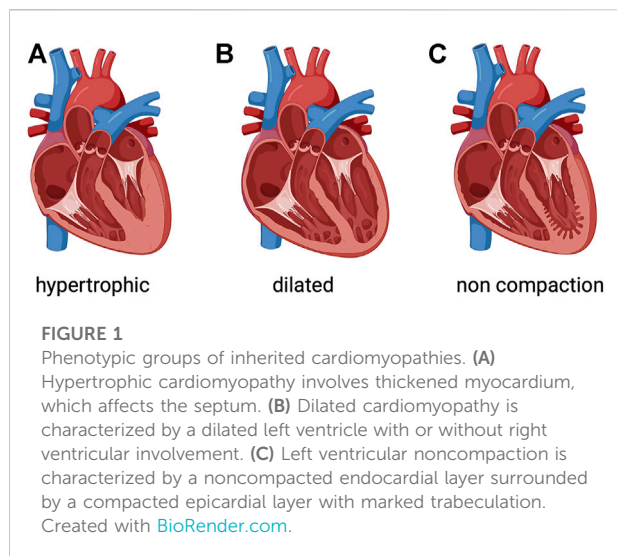 A B C
hypertrophic dilated non compaction
FIGURE 1
Phenotypic groups of inherited cardiomyopathies. (A)
Hypertrophic cardiomyopathy involves thickened myocardium,
which affects the septum. (B) Dilated cardiomyopathy is
characterized by a dilated left ventricle with or without right
ventricular involvement. (C) Left ventricular noncompaction is
characterized by a noncompacted endocardial layer surrounded
by a compacted epicardial layer with marked trabeculation.
Created with BioRender.com.